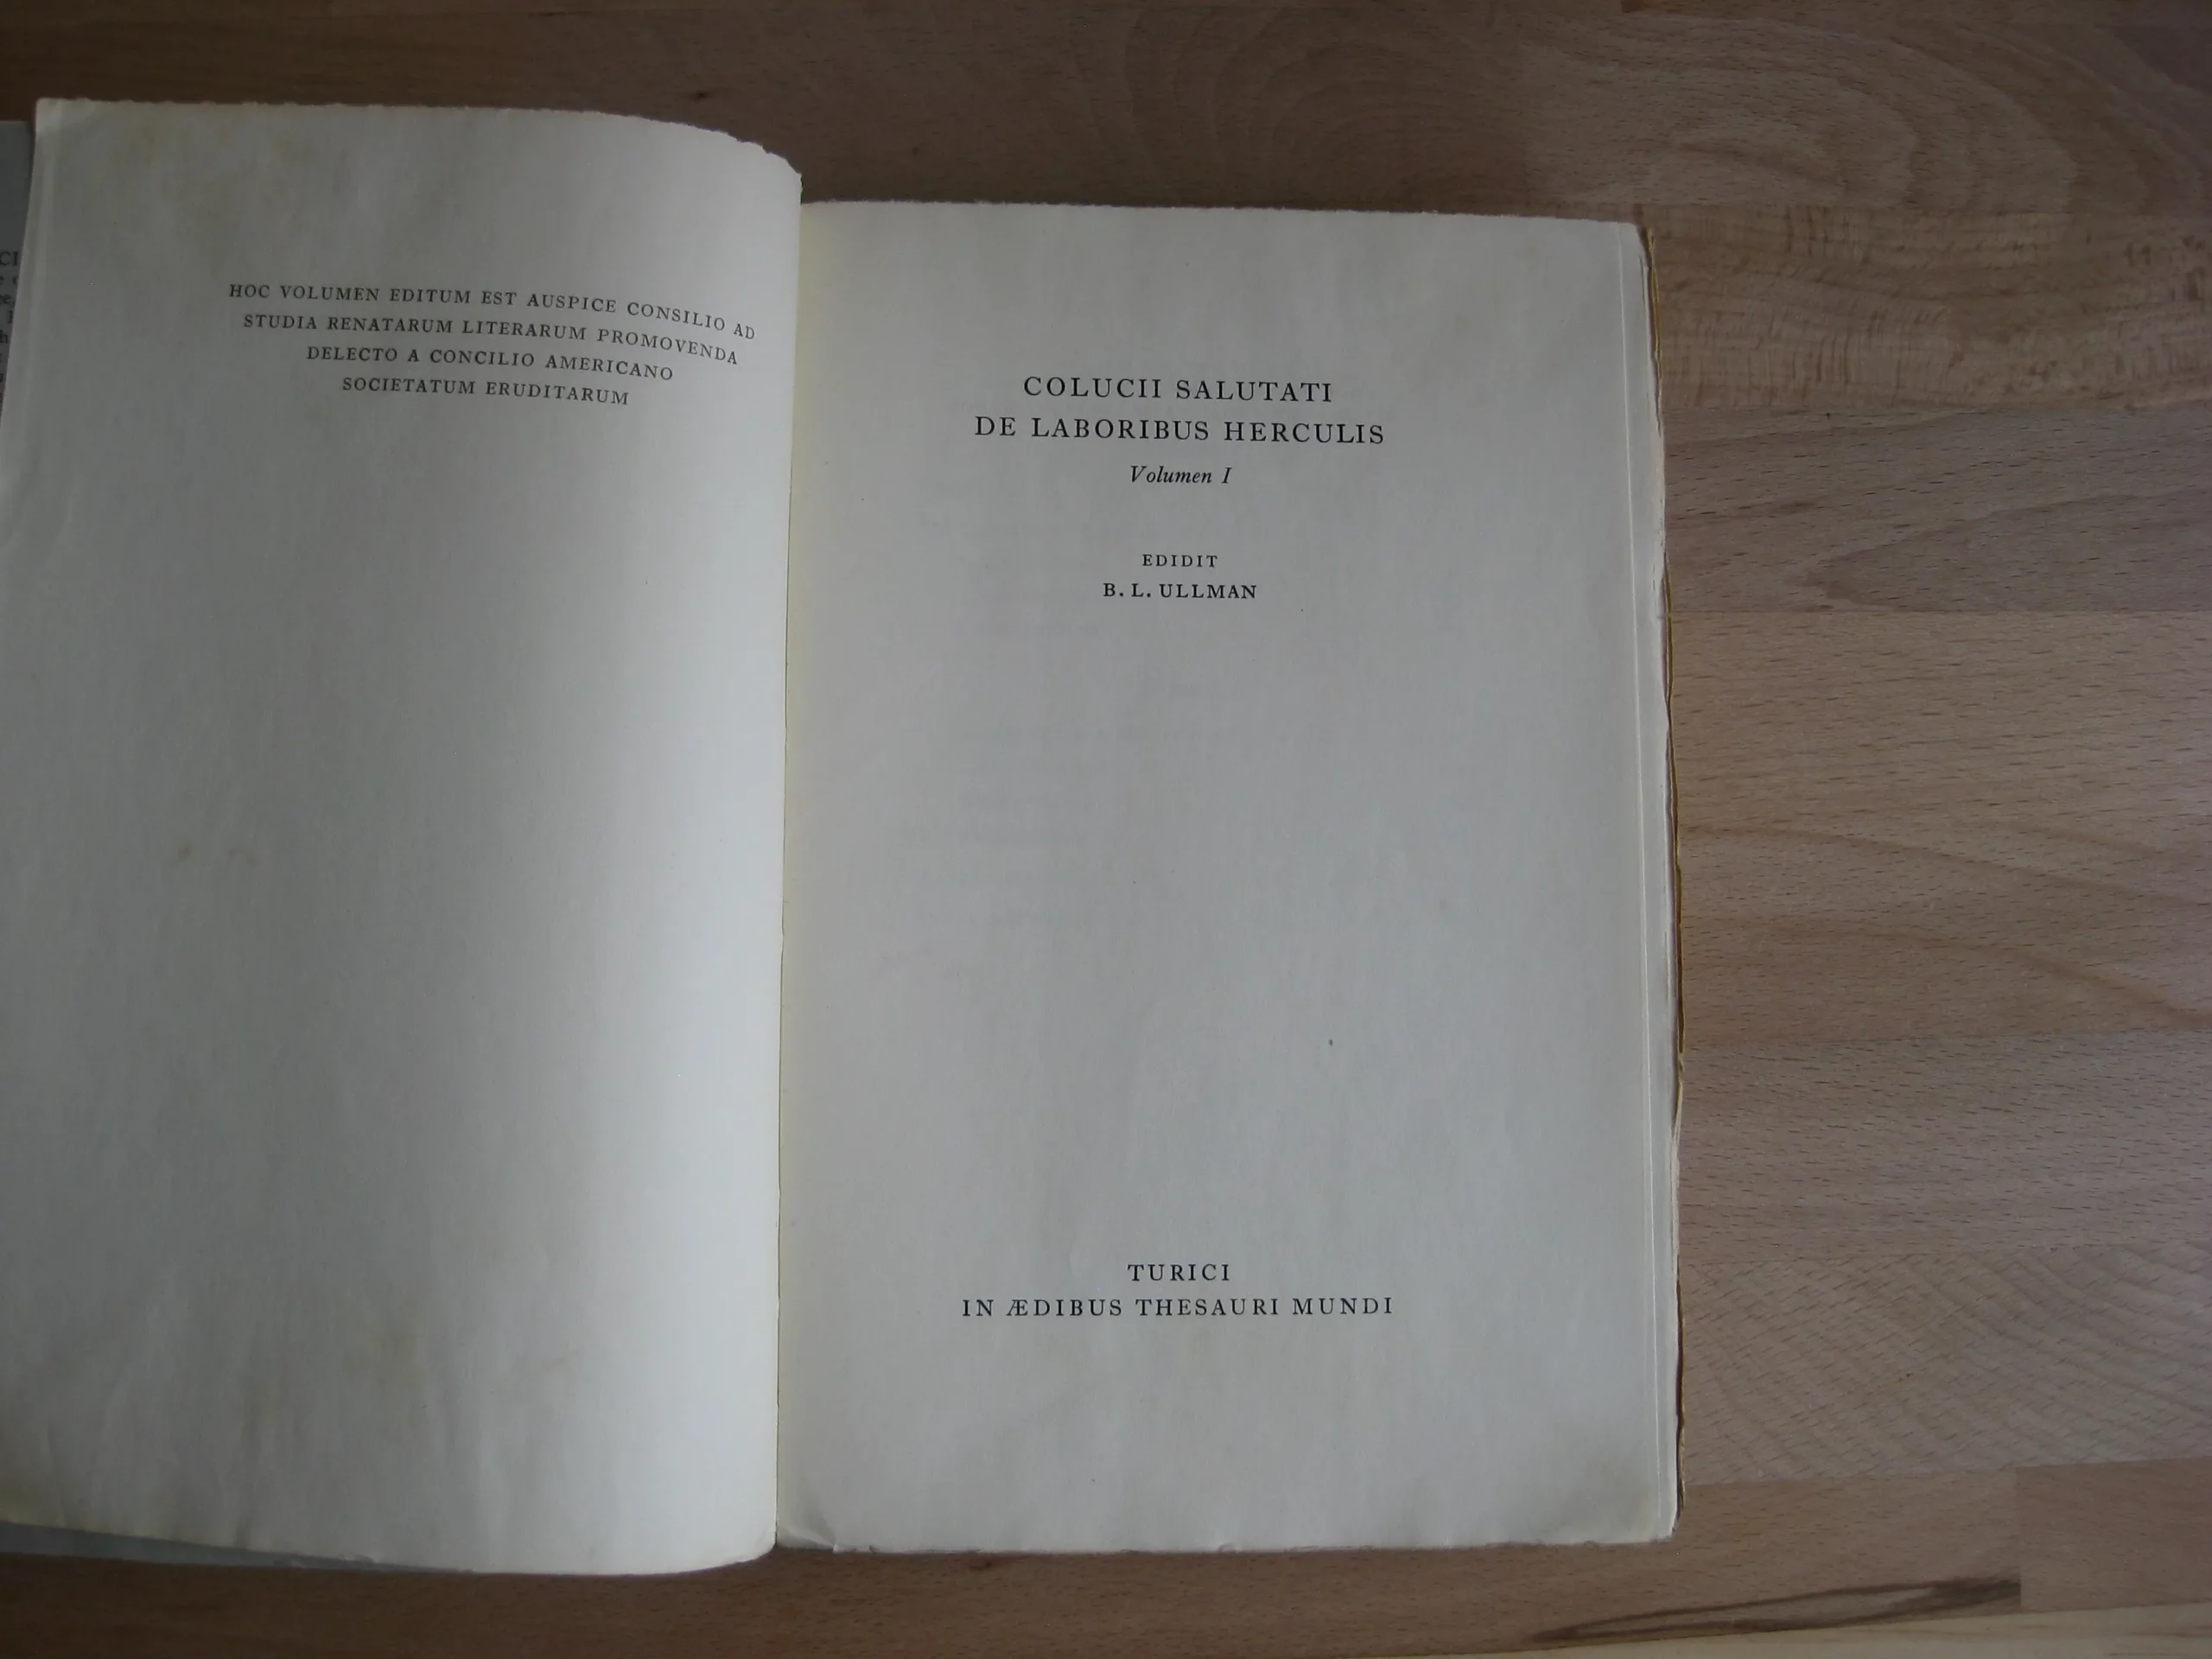 HOC VOLUMEN EDITUM EST AUSPICE CONSILIO AD
STUDIA RENATARUM LITERARUM PROMOVENDA
DELECTO A CONCILIO AMERICANO
SOCIETATUM ERUDITARUM
COLUCII SALUTATI
DE LABORIBUS HERCULIS
Volumen I
EDIDIT
B. L. ULLMAN
TURICI
IN ÆDIBUS THESAURI MUNDI